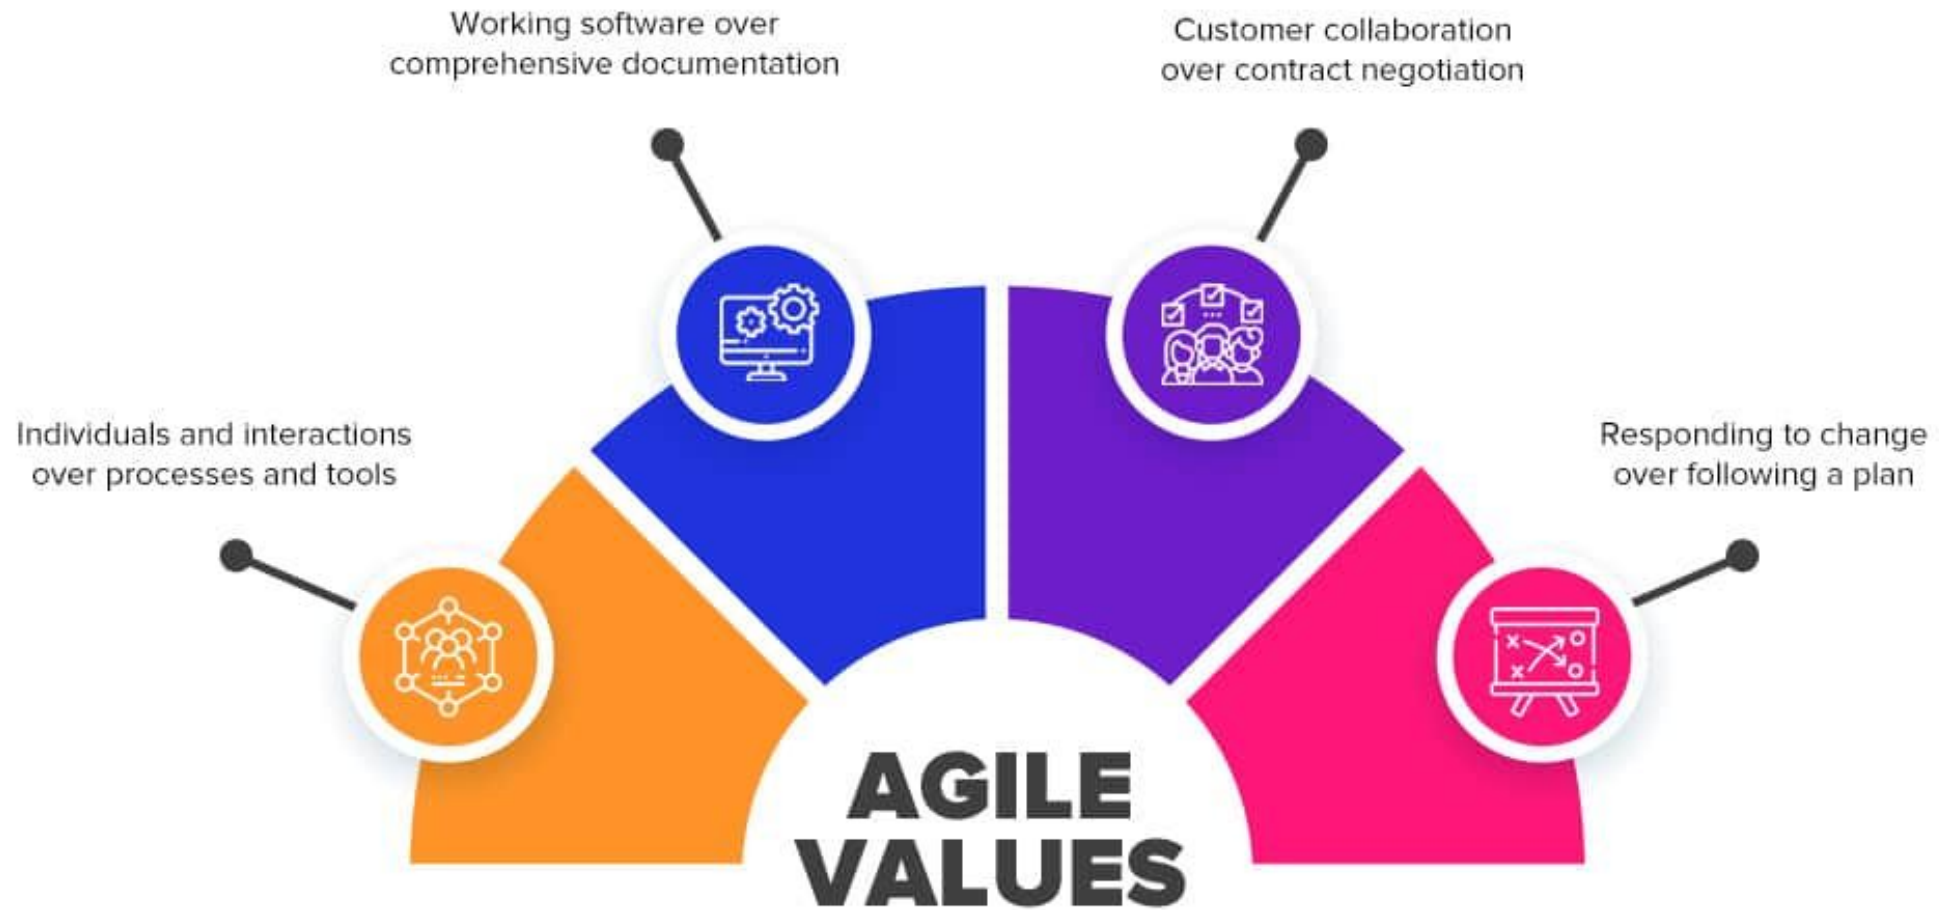 Working software over
comprehensive documentation
Customer collaboration
over contract negotiation
Individuals and interactions
over processes and tools
Responding to change
over following a plan
AGILE
VALUES